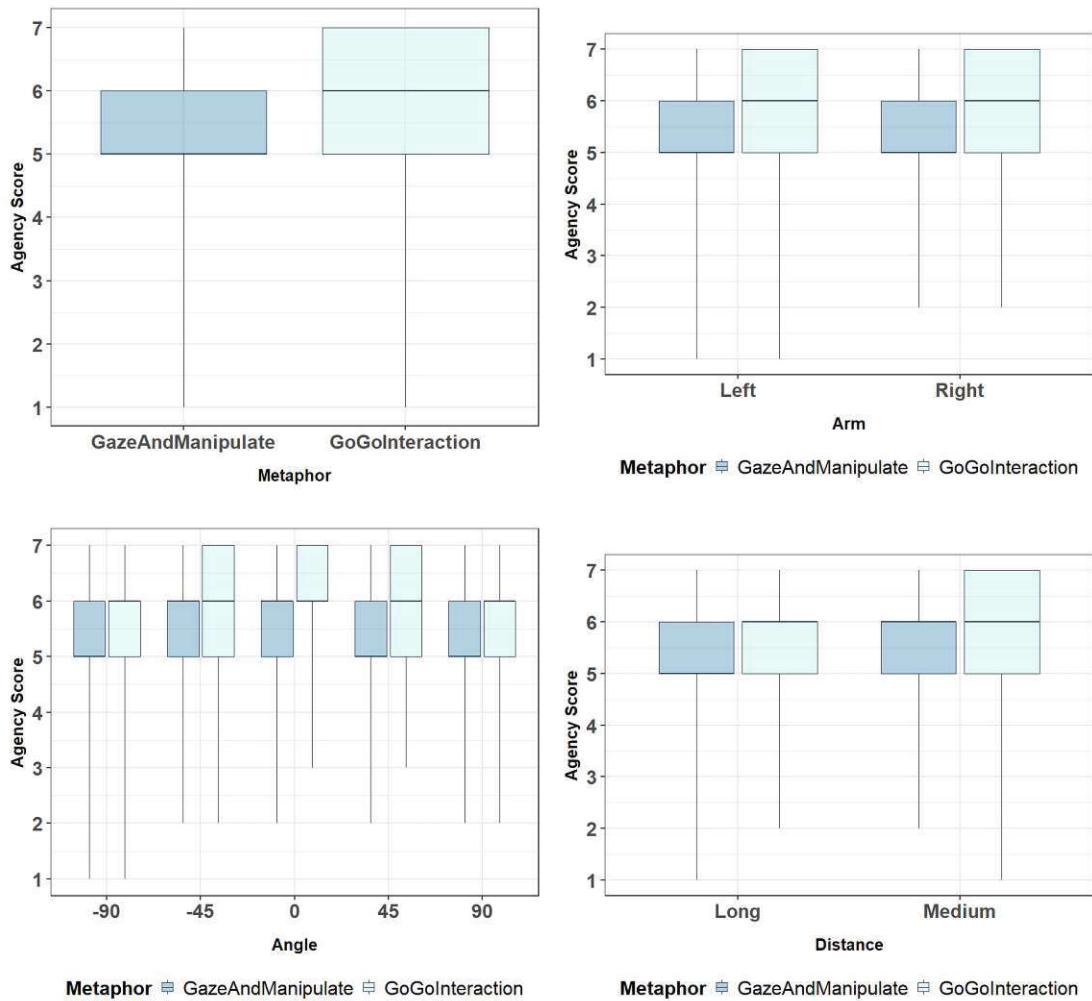 7
6
5
4
3
2
1
Agency Score
GazeAndManipulate GoGoInteraction
Metaphor
7
6
5
4
3
2
1
Agency Score
Left Right
Arm
Metaphor GazeAndManipulate GoGoInteraction
7
6
5
4
3
2
1
Agency Score
-90 -45 0 45 90
Angle
Metaphor GazeAndManipulate GoGoInteraction
7
6
5
4
3
2
1
Agency Score
Long Medium
Distance
Metaphor GazeAndManipulate GoGoInteraction